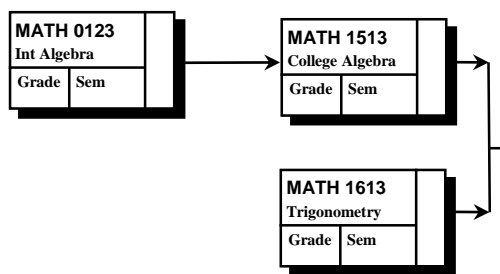 MATH 0123
Int Algebra
Grade Sem
MATH 1513
College Algebra
Grade Sem
MATH 1613
Trigonometry
Grade Sem